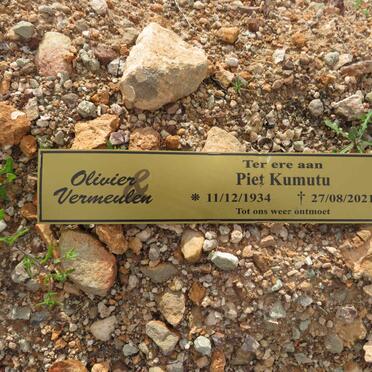 Olivier &
Vermeulen
Ter ere aan
Piet Kumutu
* 11/12/1934 † 27/08/2021
Tot ons weer ontmoet